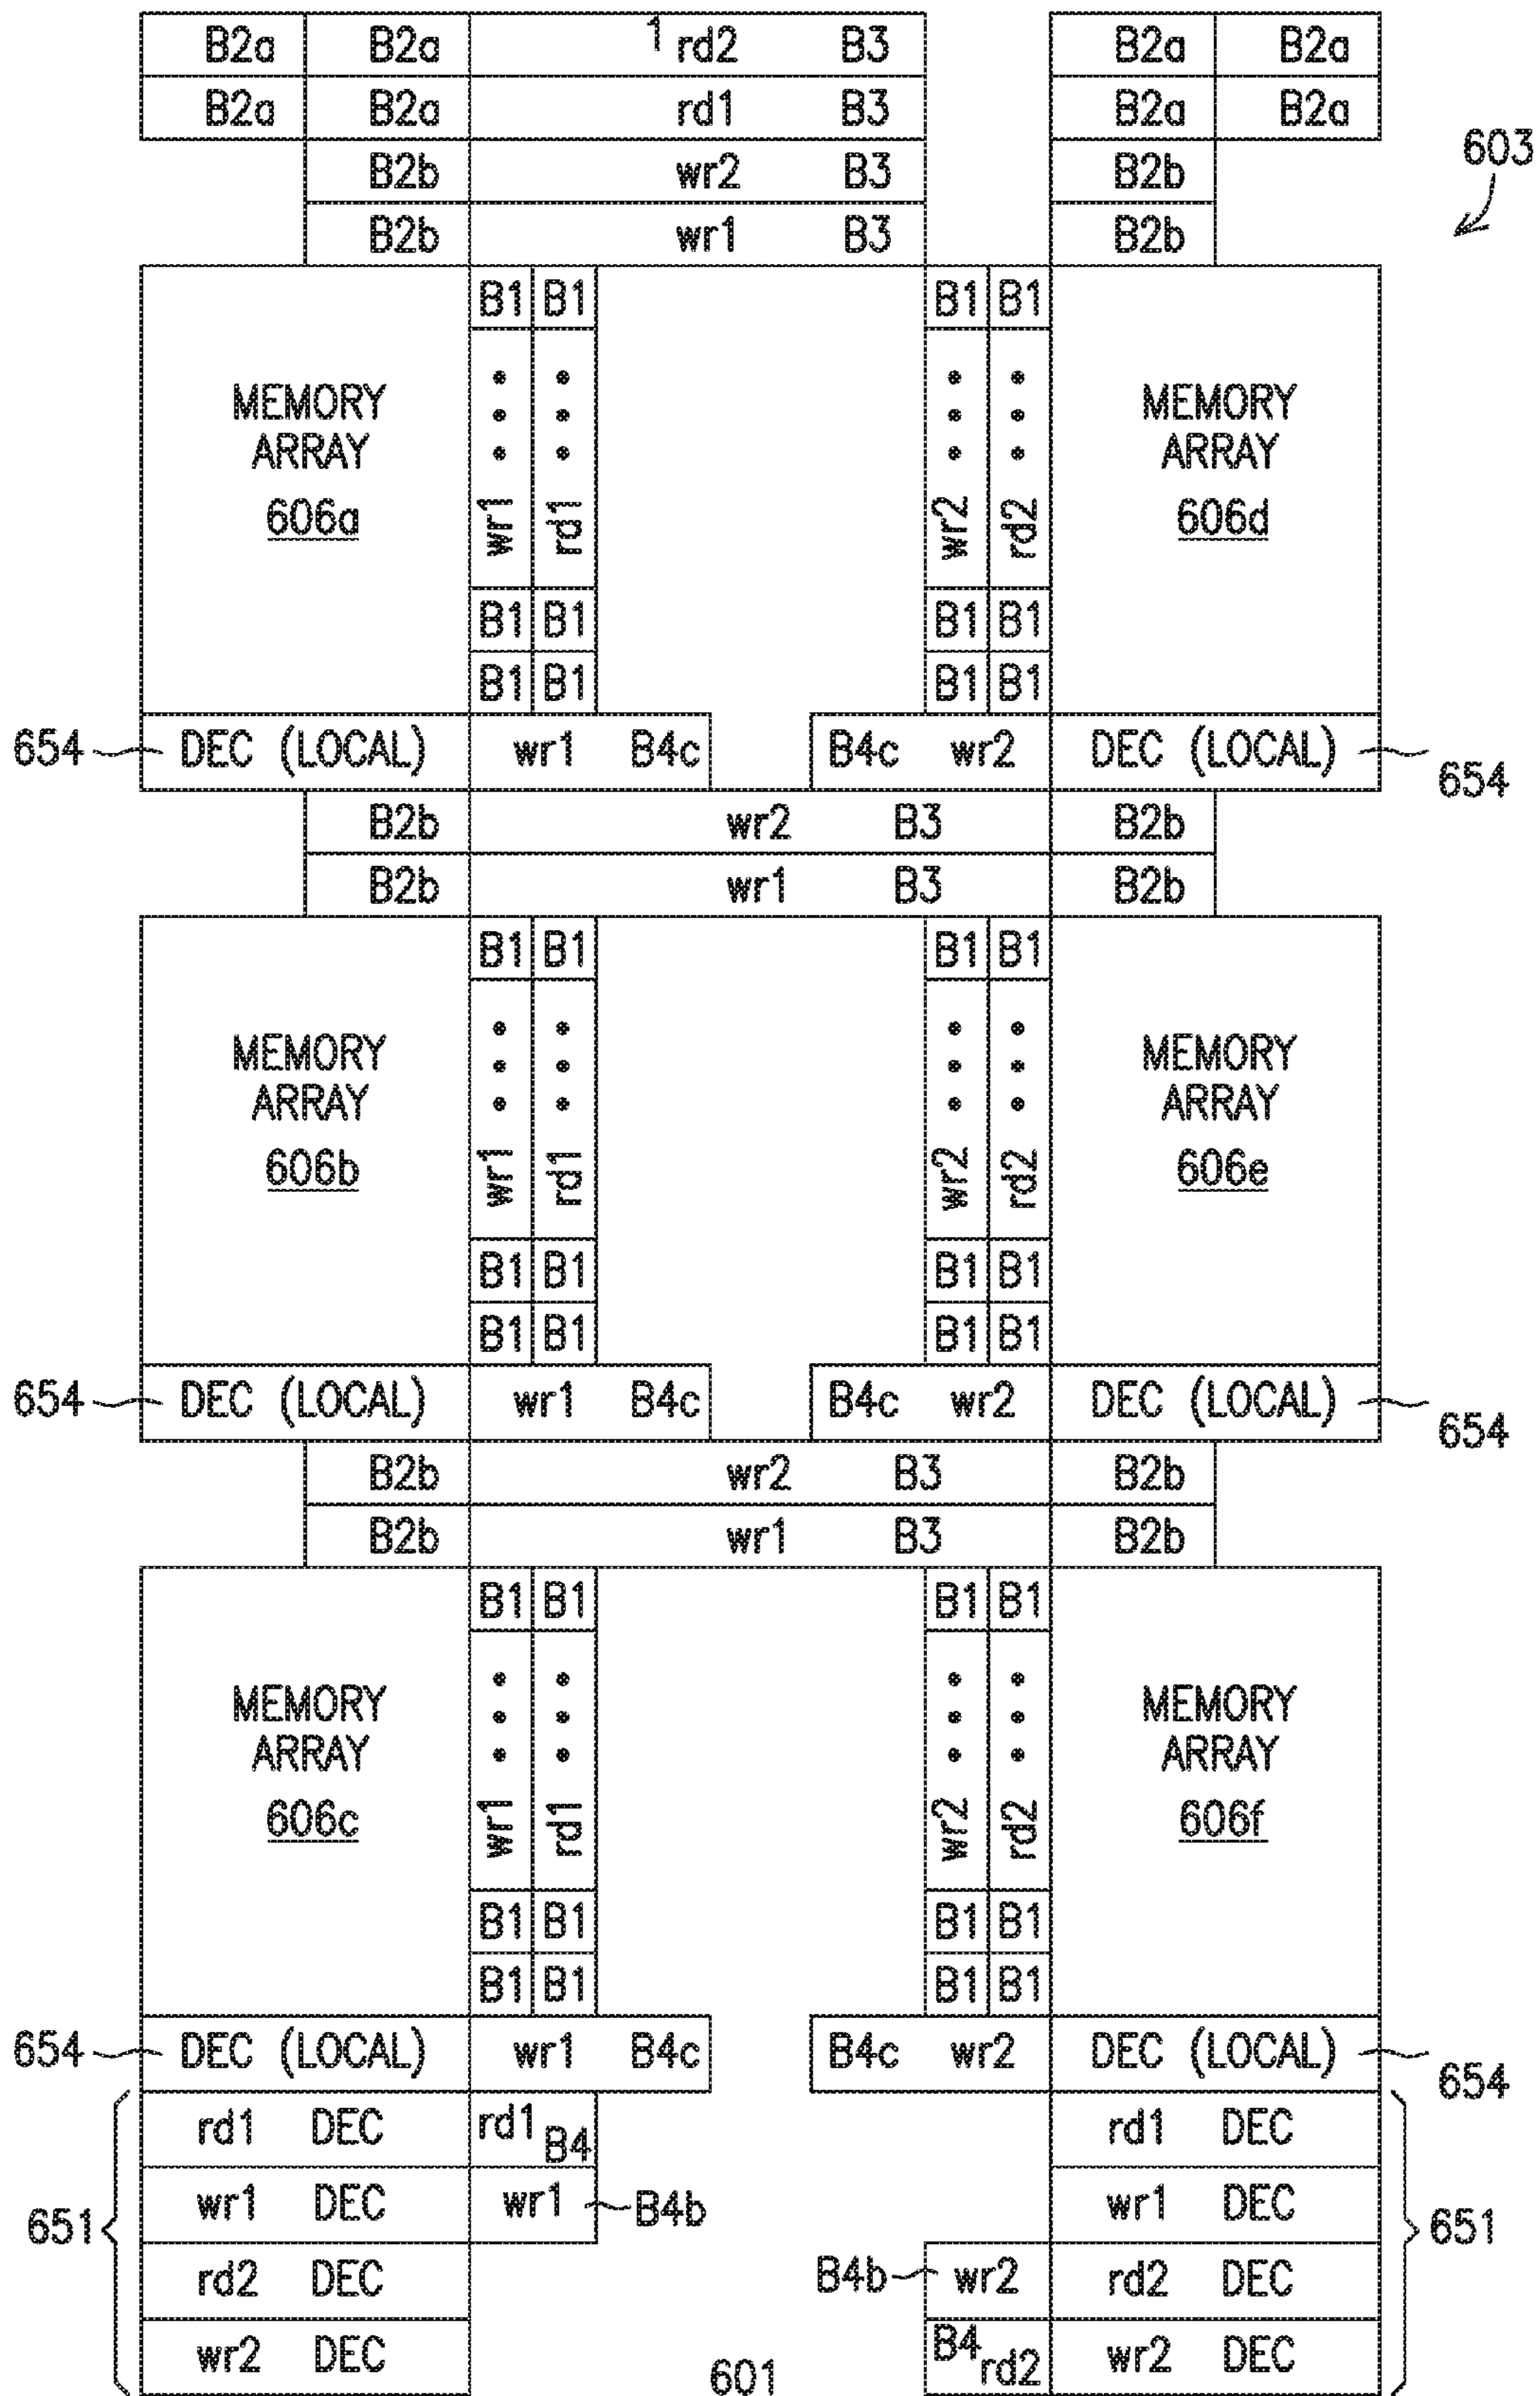 B2a B2a 1 rd2 B3 B2a B2a
B2a B2a rd1 B3 B2a B2a
603
B2b wr2 B3 B2b
B2b wr1 B3 B2b
B1 B1 B1 B1
MEMORY MEMORY
ARRAY ARRAY
606a wr1 rd1 wr2 rd2 606d
B1 B1 B1 B1
B1 B1 B1 B1
654 DEC (LOCAL) wr1 B4c B4c wr2 DEC (LOCAL) 654
B2b wr2 B3 B2b
B2b wr1 B3 B2b
B1 B1 B1 B1
MEMORY MEMORY
ARRAY ARRAY
606b wr1 rd1 wr2 rd2 606e
B1 B1 B1 B1
B1 B1 B1 B1
654 DEC (LOCAL) wr1 B4c B4c wr2 DEC (LOCAL) 654
B2b wr2 B3 B2b
B2b wr1 B3 B2b
B1 B1 B1 B1
MEMORY MEMORY
ARRAY ARRAY
606c wr1 rd1 wr2 rd2 606f
B1 B1 B1 B1
B1 B1 B1 B1
654 DEC (LOCAL) wr1 B4c B4c wr2 DEC (LOCAL) 654
rd1 DEC rd1 B4 rd1 DEC
wr1 DEC wr1 B4b wr1 DEC
651 651
rd2 DEC B4b wr2 rd2 DEC
wr2 DEC B4 rd2 wr2 DEC
601